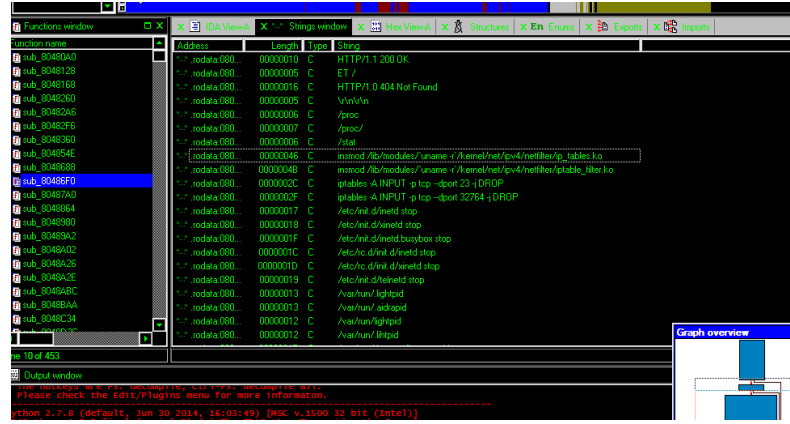 Functions window
IDA View-A
Strings window
Hex View-A
Structures
En Enums
Exports
Imports
Function name
sub_80480A0
sub_8048128
sub_8048168
sub_8048260
sub_80482A6
sub_80482F6
sub_8048360
sub_804854E
sub_8048688
sub_80486F0
sub_80487A0
sub_8048864
sub_8048980
sub_80489A2
sub_8048A02
sub_8048A26
sub_8048A2E
sub_8048ABC
sub_8048BAA
sub_8048C34
ne 10 of 453
Address Length Type String
.rodata:080... 00000010 C HTTP/1.1 200 OK
.rodata:080... 00000005 C ET /
.rodata:080... 00000016 C HTTP/1.0 404 Not Found
.rodata:080... 00000005 C \r\n\r\n
.rodata:080... 00000006 C /proc
.rodata:080... 00000007 C /proc/
.rodata:080... 00000006 C /stat
.rodata:080... 00000046 C insmod /lib/modules/`uname -r`/kernel/net/ipv4/netfilter/ip_tables.ko
.rodata:080... 0000004B C insmod /lib/modules/`uname -r`/kernel/net/ipv4/netfilter/iptable_filter.ko
.rodata:080... 0000002C C iptables -A INPUT -p tcp --dport 23 -j DROP
.rodata:080... 0000002F C iptables -A INPUT -p tcp --dport 32764 -j DROP
.rodata:080... 00000017 C /etc/init.d/inetd stop
.rodata:080... 00000018 C /etc/init.d/xinetd stop
.rodata:080... 0000001F C /etc/init.d/inetd.busybox stop
.rodata:080... 0000001C C /etc/rc.d/init.d/inetd stop
.rodata:080... 0000001D C /etc/rc.d/init.d/xinetd stop
.rodata:080... 00000019 C /etc/init.d/telnetd stop
.rodata:080... 00000013 C /var/run/.lightpid
.rodata:080... 00000013 C /var/run/.aidrapid
.rodata:080... 00000012 C /var/run/lightpid
.rodata:080... 00000012 C /var/run/.lhtpid
Graph overview
Output window
Please check the Edit/Plugins menu for more informaton.
ython 2.7.8 (default, Jun 30 2014, 16:03:49) [MSC v.1500 32 bit (Intel)]